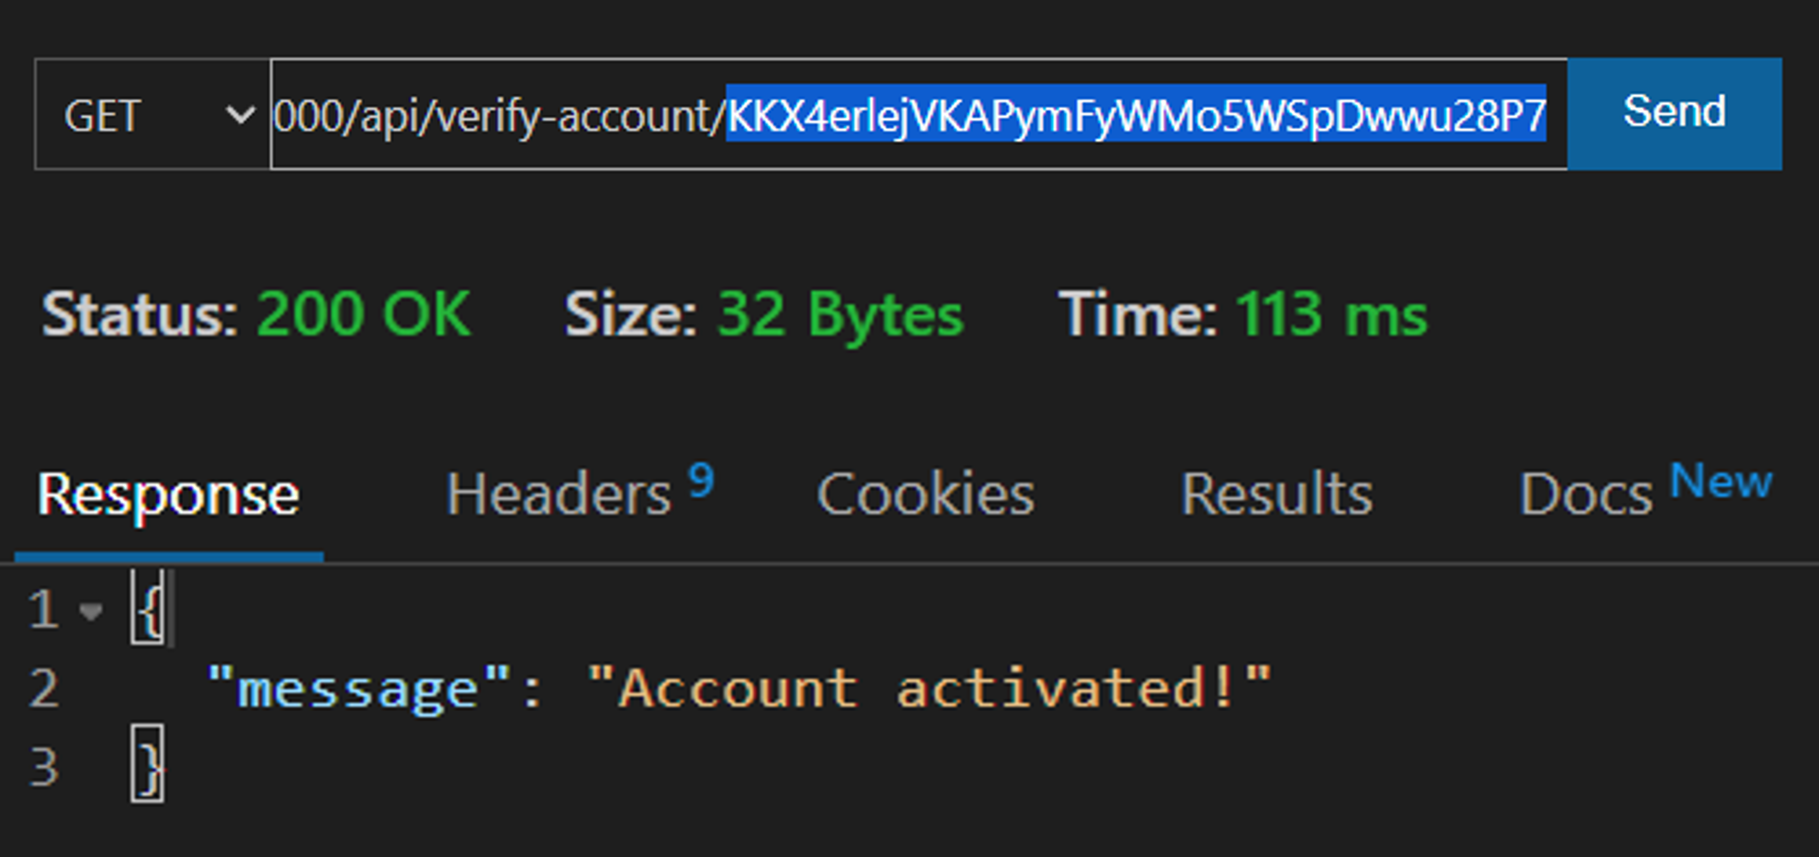 GET 000/api/verify-account/KKX4erlejVKAPymFyWMo5WSpDwwu28P7 Send
Status: 200 OK Size: 32 Bytes Time: 113 ms
Response Headers 9 Cookies Results Docs New
1 {
2 "message": "Account activated!"
3 }